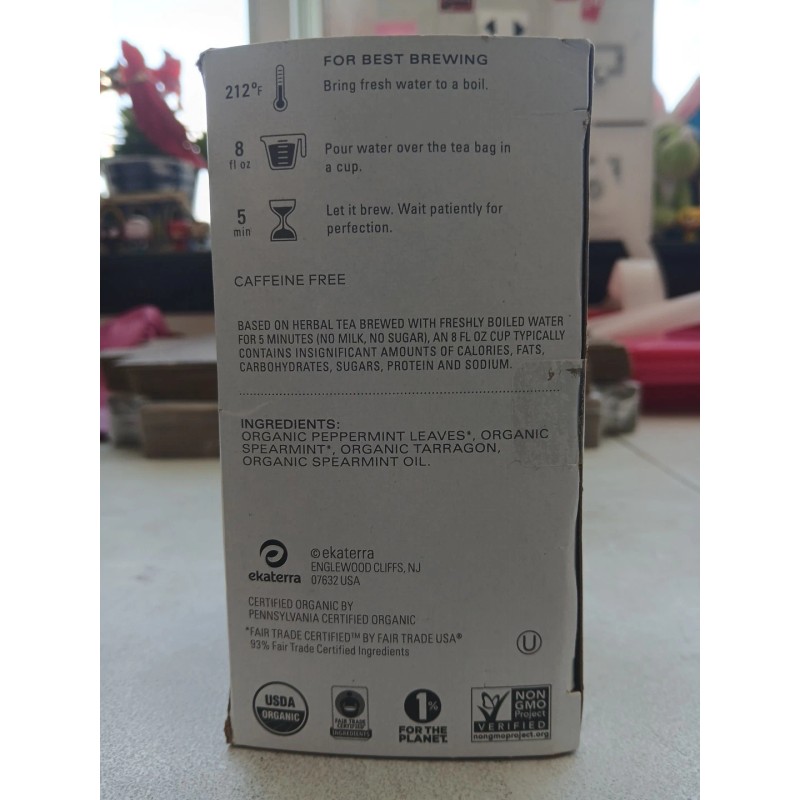 FOR BEST BREWING
212°F
Bring fresh water to a boil.
8
fl oz
Pour water over the tea bag in
a cup.
5
min
Let it brew. Wait patiently for
perfection.
CAFFEINE FREE
BASED ON HERBAL TEA BREWED WITH FRESHLY BOILED WATER
FOR 5 MINUTES (NO MILK, NO SUGAR), AN 8 FL OZ CUP TYPICALLY
CONTAINS INSIGNIFICANT AMOUNTS OF CALORIES, FATS,
CARBOHYDRATES, SUGARS, PROTEIN AND SODIUM.
INGREDIENTS:
ORGANIC PEPPERMINT LEAVES*, ORGANIC
SPEARMINT*, ORGANIC TARRAGON,
ORGANIC SPEARMINT OIL.
ekaterra
©ekaterra
ENGLEWOOD CLIFFS, NJ
07632 USA
CERTIFIED ORGANIC BY
PENNSYLVANIA CERTIFIED ORGANIC
*FAIR TRADE CERTIFIED™ BY FAIR TRADE USA®
93% Fair Trade Certified Ingredients
U
USDA
ORGANIC
FAIR TRADE
CERTIFIED
INGREDIENTS
1%
FOR THE
PLANET.
NON
GMO
Project
VERIFIED
nongmoproject.org